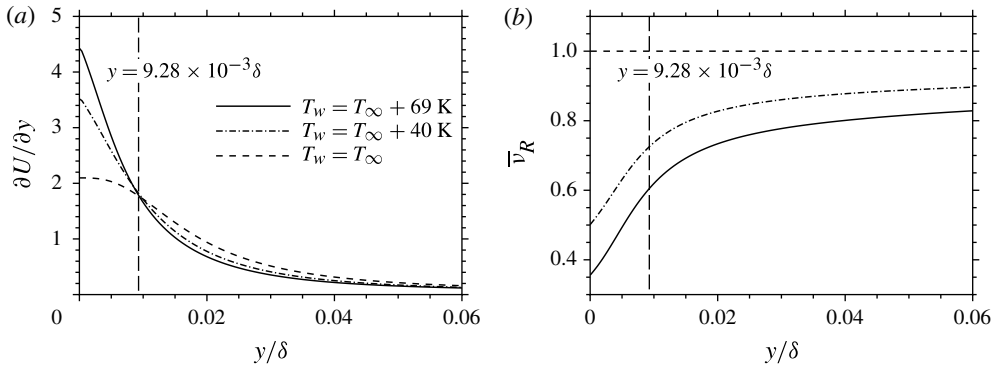 (a)
5
4
3
2
1
0
0.02
0.04
0.06
∂U/∂y
y/δ
y = 9.28 × 10⁻³δ
T_w = T_∞ + 69 K
T_w = T_∞ + 40 K
T_w = T_∞
(b)
1.0
0.8
0.6
0.4
0
0.02
0.04
0.06
v̅_R
y/δ
y = 9.28 × 10⁻³δ